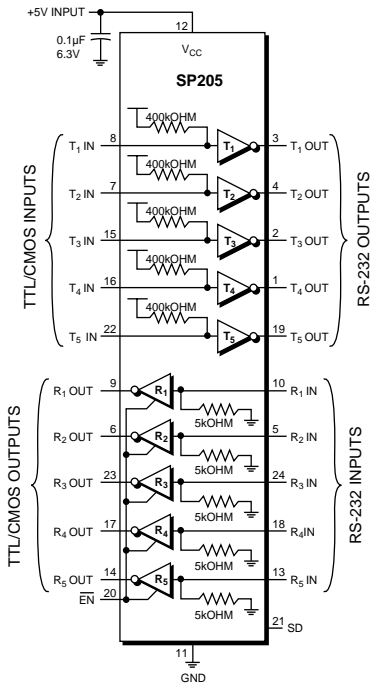 +5V INPUT
0.1µF
6.3V
12
VCC
SP205
400kOHM
T1 IN 8 T1 3 T1 OUT
400kOHM
T2 IN 7 T2 4 T2 OUT
400kOHM
T3 IN 15 T3 2 T3 OUT
400kOHM
T4 IN 16 T4 1 T4 OUT
400kOHM
T5 IN 22 T5 19 T5 OUT
TTL/CMOS INPUTS
RS-232 OUTPUTS
R1 OUT 9 R1 10 R1 IN
5kOHM
R2 OUT 6 R2 5 R2 IN
5kOHM
R3 OUT 23 R3 24 R3 IN
5kOHM
R4 OUT 17 R4 18 R4IN
5kOHM
R5 OUT 14 R5 13 R5 IN
EN 20
5kOHM
TTL/CMOS OUTPUTS
RS-232 INPUTS
21 SD
11
GND